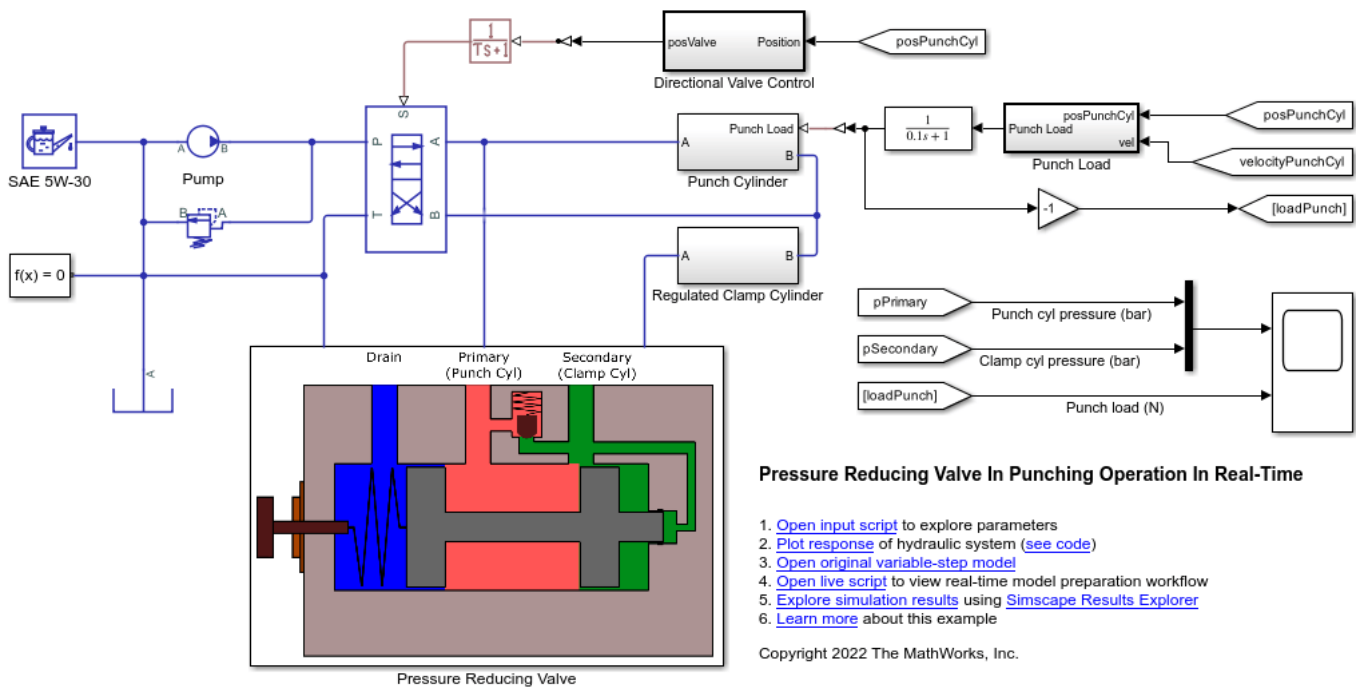 1
Ts+1
posValve
Position
posPunchCyl
Directional Valve Control
S
SAE 5W-30
A
B
Pump
B
A
P
A
T
B
A
Punch Load
B
Punch Cylinder
1
0.1s + 1
posPunchCyl
Punch Load
vel
Punch Load
posPunchCyl
velocityPunchCyl
-1
[loadPunch]
A
B
Regulated Clamp Cylinder
f(x) = 0
A
pPrimary
Punch cyl pressure (bar)
pSecondary
Clamp cyl pressure (bar)
[loadPunch]
Punch load (N)
Drain
Primary
(Punch Cyl)
Secondary
(Clamp Cyl)
Pressure Reducing Valve
Pressure Reducing Valve In Punching Operation In Real-Time
1. Open input script to explore parameters
2. Plot response of hydraulic system (see code)
3. Open original variable-step model
4. Open live script to view real-time model preparation workflow
5. Explore simulation results using Simscape Results Explorer
6. Learn more about this example
Copyright 2022 The MathWorks, Inc.